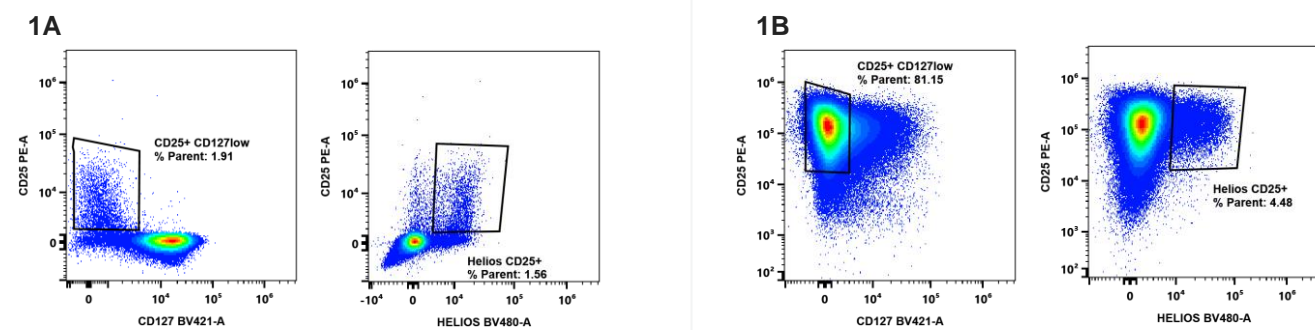 1A
10⁶
10⁵
10⁴
0
CD25 PE-A
CD25+ CD127low
% Parent: 1.91
0
10⁴
10⁵
10⁶
CD127 BV421-A
10⁶
10⁵
10⁴
0
CD25 PE-A
Helios CD25+
% Parent: 1.56
-10⁴
0
10⁴
10⁵
10⁶
HELIOS BV480-A
1B
10⁶
10⁵
10⁴
10³
10²
CD25 PE-A
CD25+ CD127low
% Parent: 81.15
0
10⁴
10⁵
10⁶
CD127 BV421-A
10⁶
10⁵
10⁴
10³
10²
CD25 PE-A
Helios CD25+
% Parent: 4.48
0
10⁴
10⁵
10⁶
HELIOS BV480-A